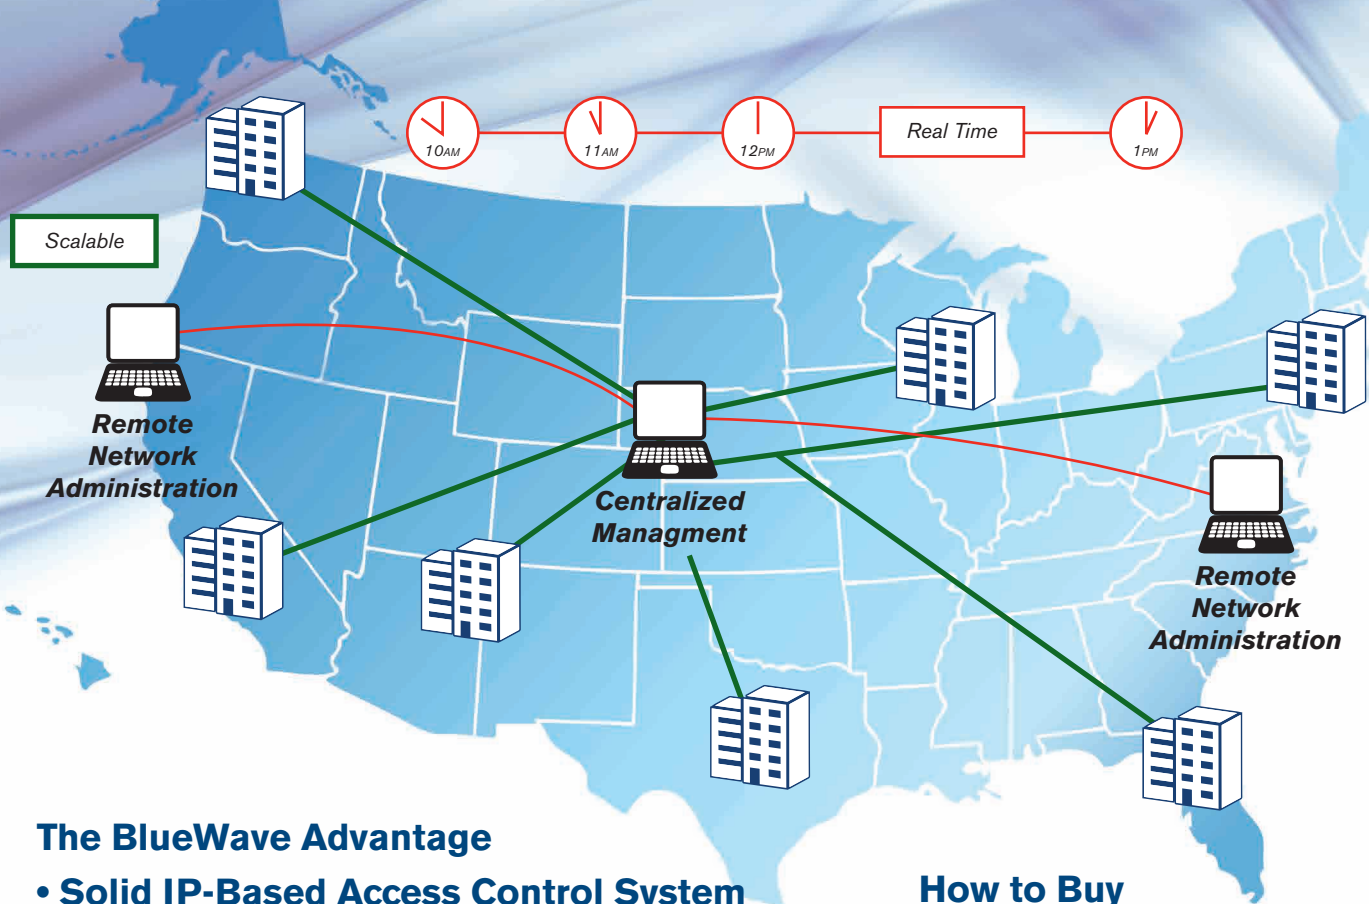 10AM
11AM
12PM
Real Time
1PM
Scalable
Remote
Network
Administration
Centralized
Managment
Remote
Network
Administration
The BlueWave Advantage
• Solid IP-Based Access Control System
How to Buy